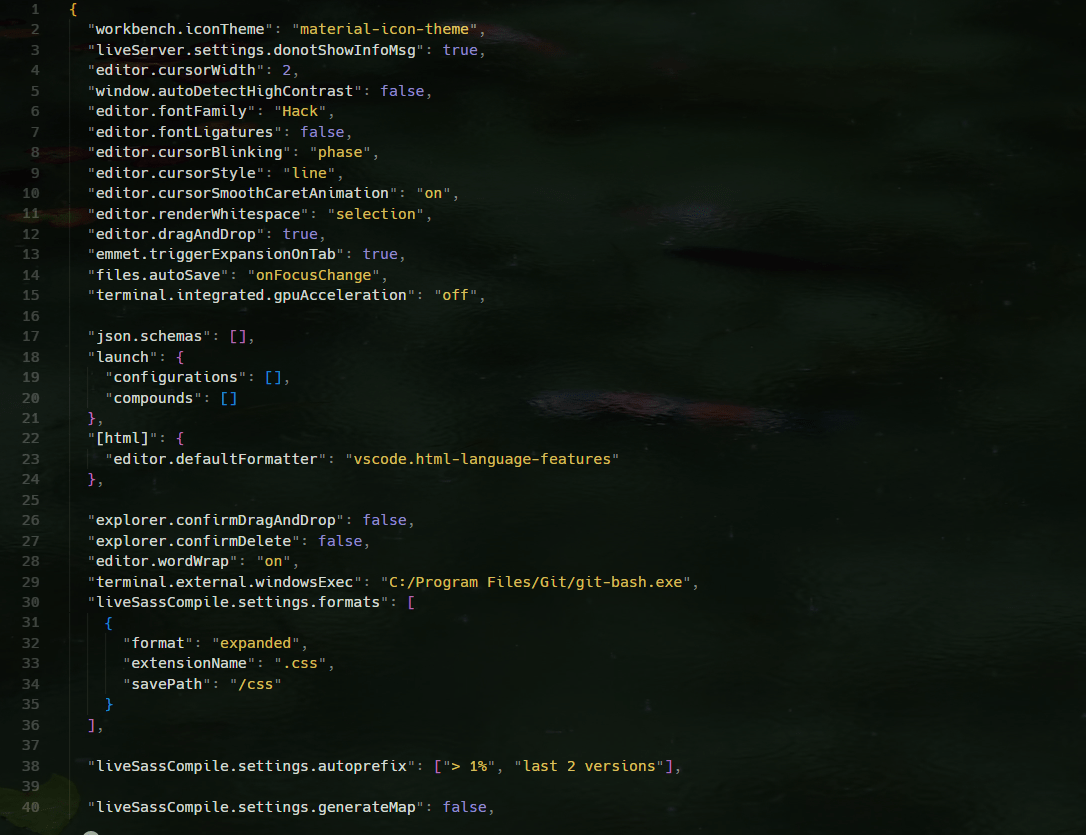 1 {
2 "workbench.iconTheme": "material-icon-theme",
3 "liveServer.settings.donotShowInfoMsg": true,
4 "editor.cursorWidth": 2,
5 "window.autoDetectHighContrast": false,
6 "editor.fontFamily": "Hack",
7 "editor.fontLigatures": false,
8 "editor.cursorBlinking": "phase",
9 "editor.cursorStyle": "line",
10 "editor.cursorSmoothCaretAnimation": "on",
11 "editor.renderWhitespace": "selection",
12 "editor.dragAndDrop": true,
13 "emmet.triggerExpansionOnTab": true,
14 "files.autoSave": "onFocusChange",
15 "terminal.integrated.gpuAcceleration": "off",
16
17 "json.schemas": [],
18 "launch": {
19 "configurations": [],
20 "compounds": []
21 },
22 "[html]": {
23 "editor.defaultFormatter": "vscode.html-language-features"
24 },
25
26 "explorer.confirmDragAndDrop": false,
27 "explorer.confirmDelete": false,
28 "editor.wordWrap": "on",
29 "terminal.external.windowsExec": "C:/Program Files/Git/git-bash.exe",
30 "liveSassCompile.settings.formats": [
31 {
32 "format": "expanded",
33 "extensionName": ".css",
34 "savePath": "/css"
35 }
36 ],
37
38 "liveSassCompile.settings.autoprefix": ["> 1%", "last 2 versions"],
39
40 "liveSassCompile.settings.generateMap": false,